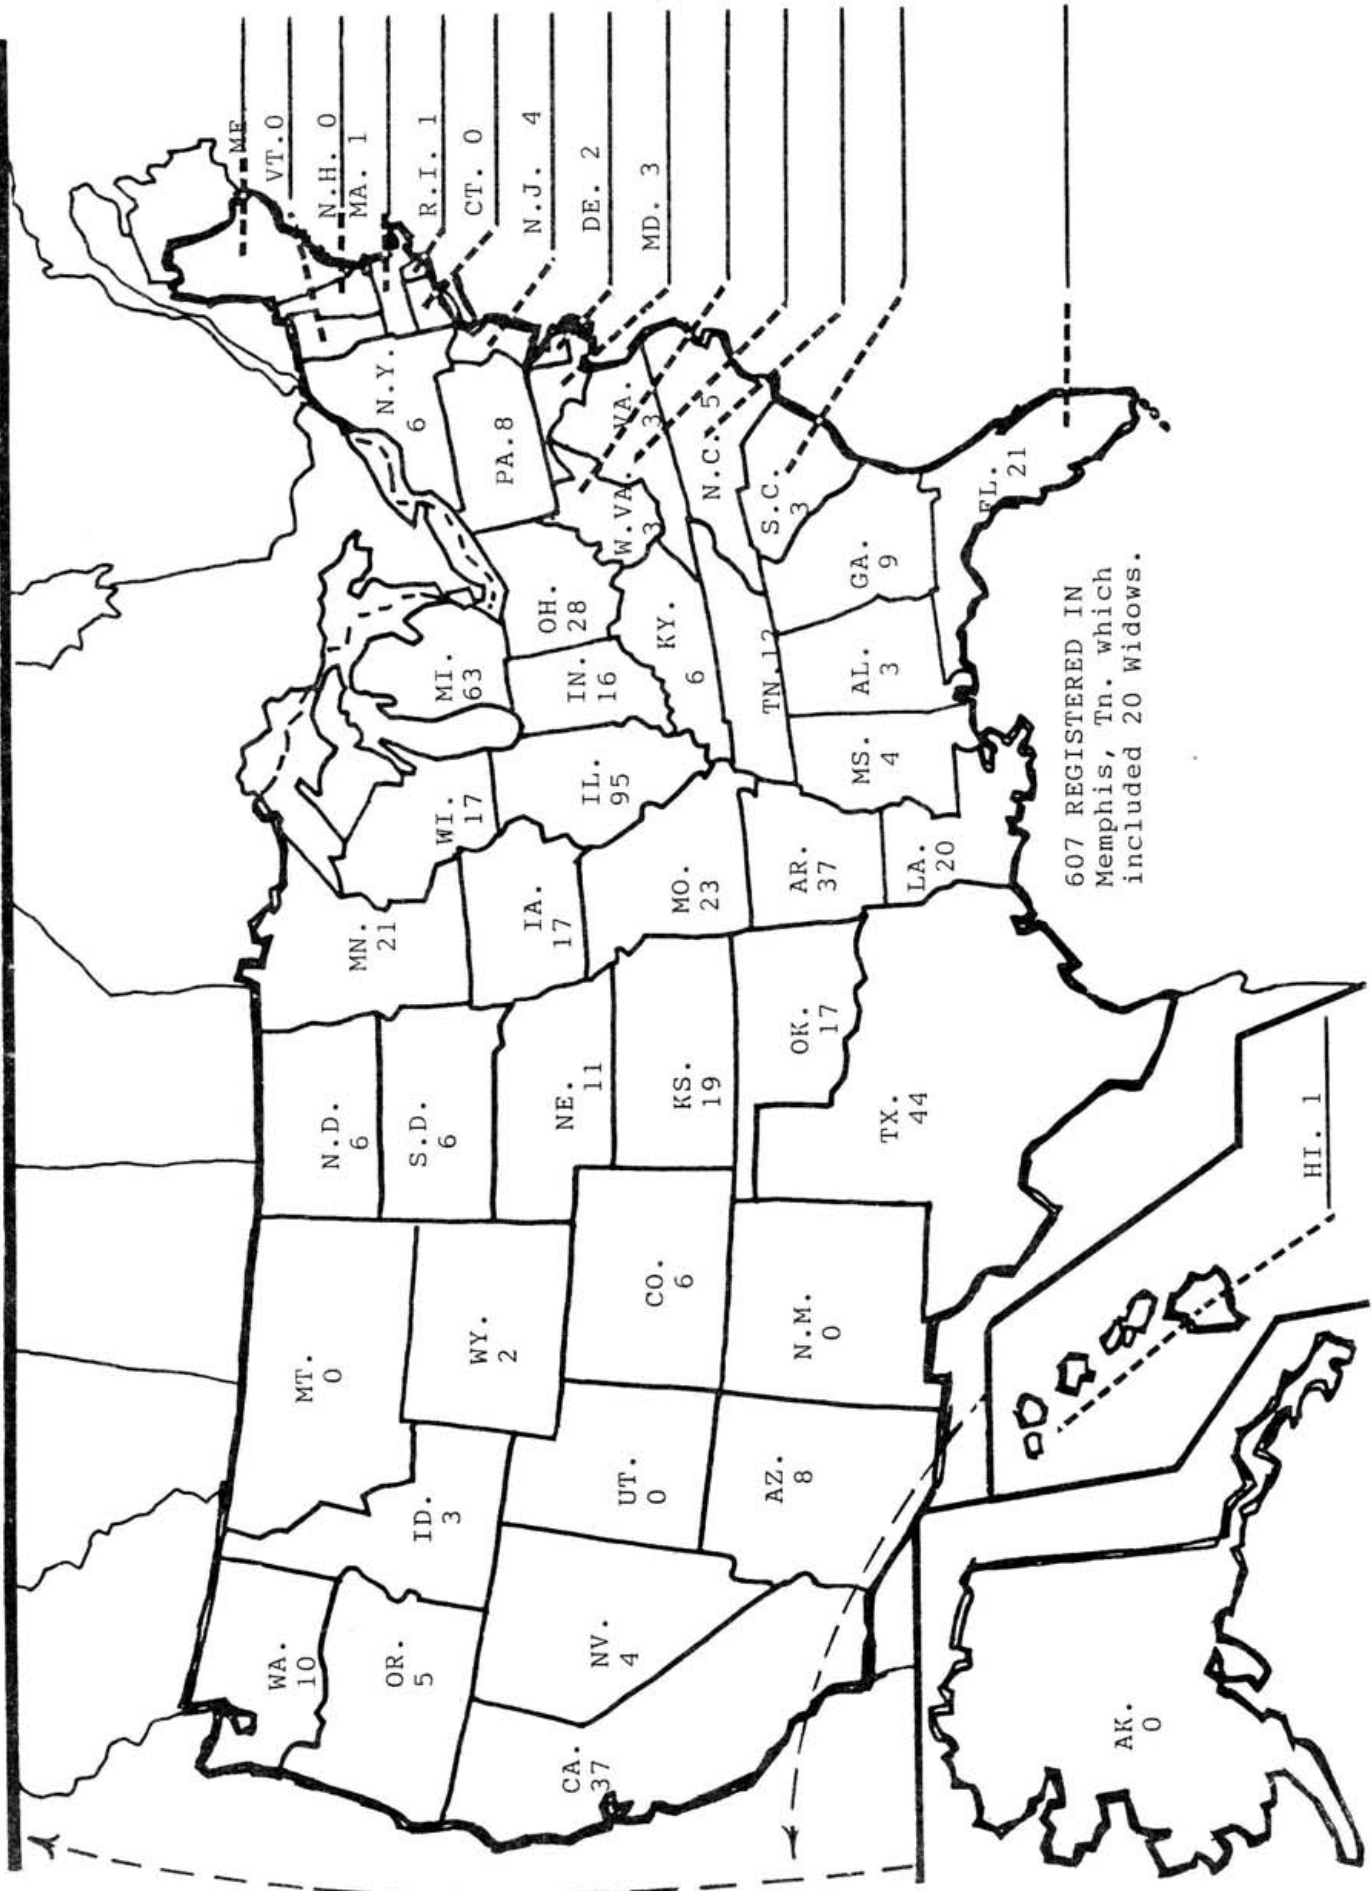 ME
VT.0
N.H. 0
MA. 1
R.I. 1
CT. 0
N.J. 4
DE. 2
MD. 3
WA.
10
OR.
5
CA.
37
NV.
4
ID.
3
MT.
0
WY.
2
UT.
0
AZ.
8
CO.
6
N.M.
0
N.D.
6
S.D.
6
NE.
11
KS.
19
OK.
17
TX.
44
MN.
21
IA.
17
MO.
23
AR.
37
LA.
20
WI.
17
IL.
95
MI.
63
IN.
16
OH.
28
KY.
6
TN.12
MS.
4
AL.
3
GA.
9
FL.
21
S.C.
3
N.C. 5
W.VA.
3
VA.
3
PA.8
N.Y.
6
AK.
0
HI. 1
607 REGISTERED IN
Memphis, Tn. which
included 20 Widows.